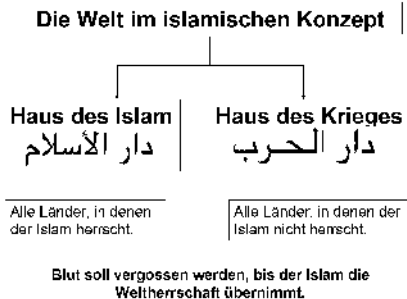 Die Welt im islamischen Konzept
Haus des Islam
Haus des Krieges
دار الأسلام
دار الحرب
Alle Länder, in denen
der Islam herrscht.
Alle Länder, in denen der
Islam nicht herrscht.
Blut soll vergossen werden, bis der Islam die
Weltherrschaft übernimmt.